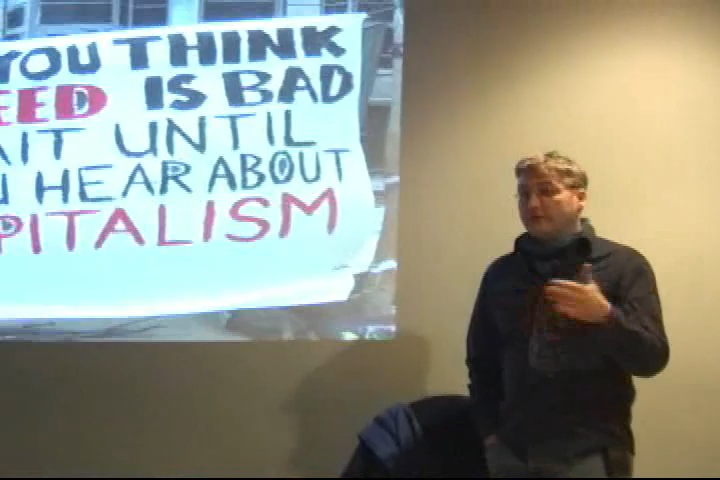 YOU THINK
EED IS BAD
AIT UNTIL
U HEAR ABOUT
PITALISM